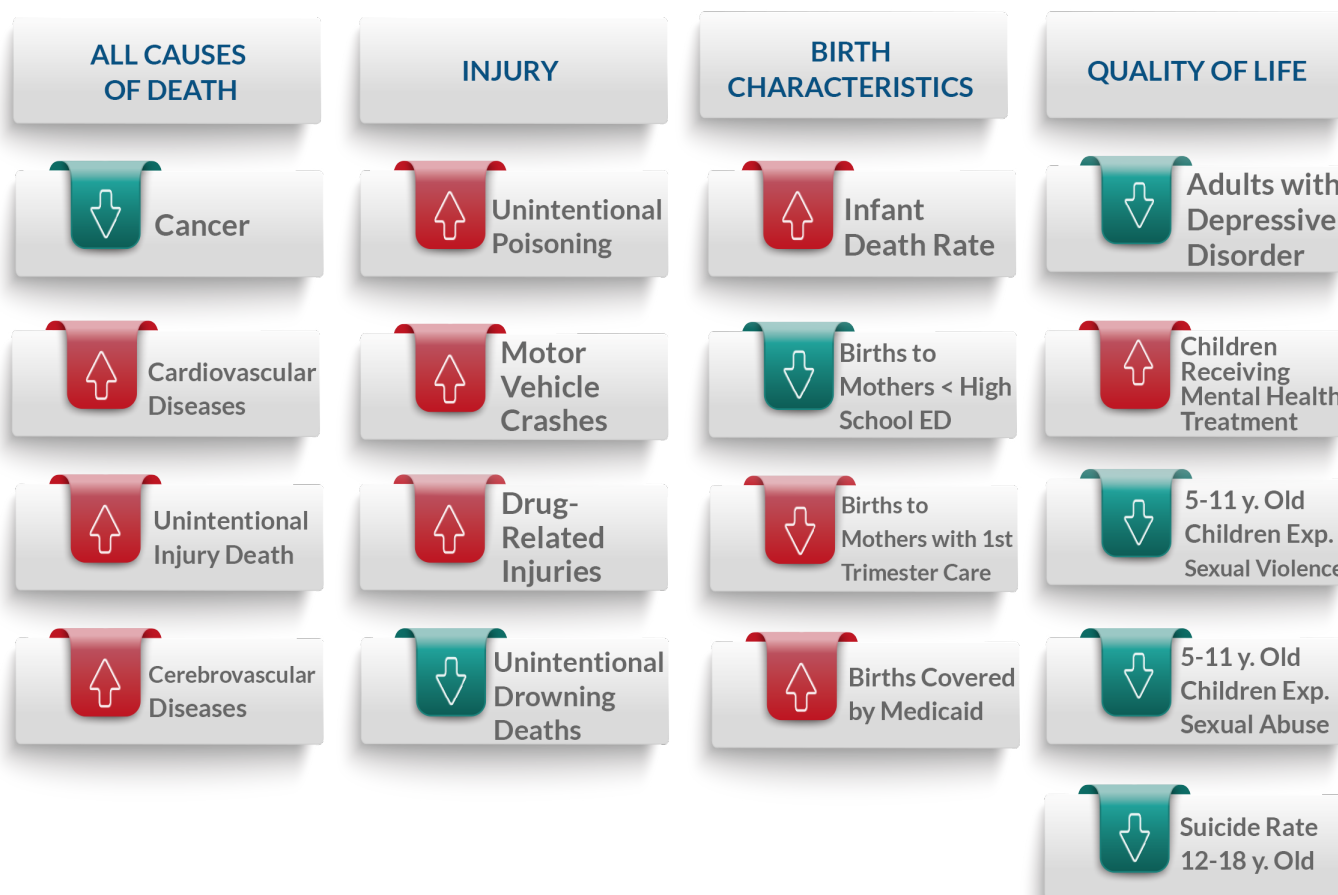 ALL CAUSES
OF DEATH
Cancer
Cardiovascular
Diseases
Unintentional
Injury Death
Cerebrovascular
Diseases
INJURY
Unintentional
Poisoning
Motor
Vehicle
Crashes
Drug-
Related
Injuries
Unintentional
Drowning
Deaths
BIRTH
CHARACTERISTICS
Infant
Death Rate
Births to
Mothers < High
School ED
Births to
Mothers with 1st
Trimester Care
Births Covered
by Medicaid
QUALITY OF LIFE
Adults with
Depressive
Disorder
Children
Receiving
Mental Health
Treatment
5-11 y. Old
Children Exp.
Sexual Violence
5-11 y. Old
Children Exp.
Sexual Abuse
Suicide Rate
12-18 y. Old